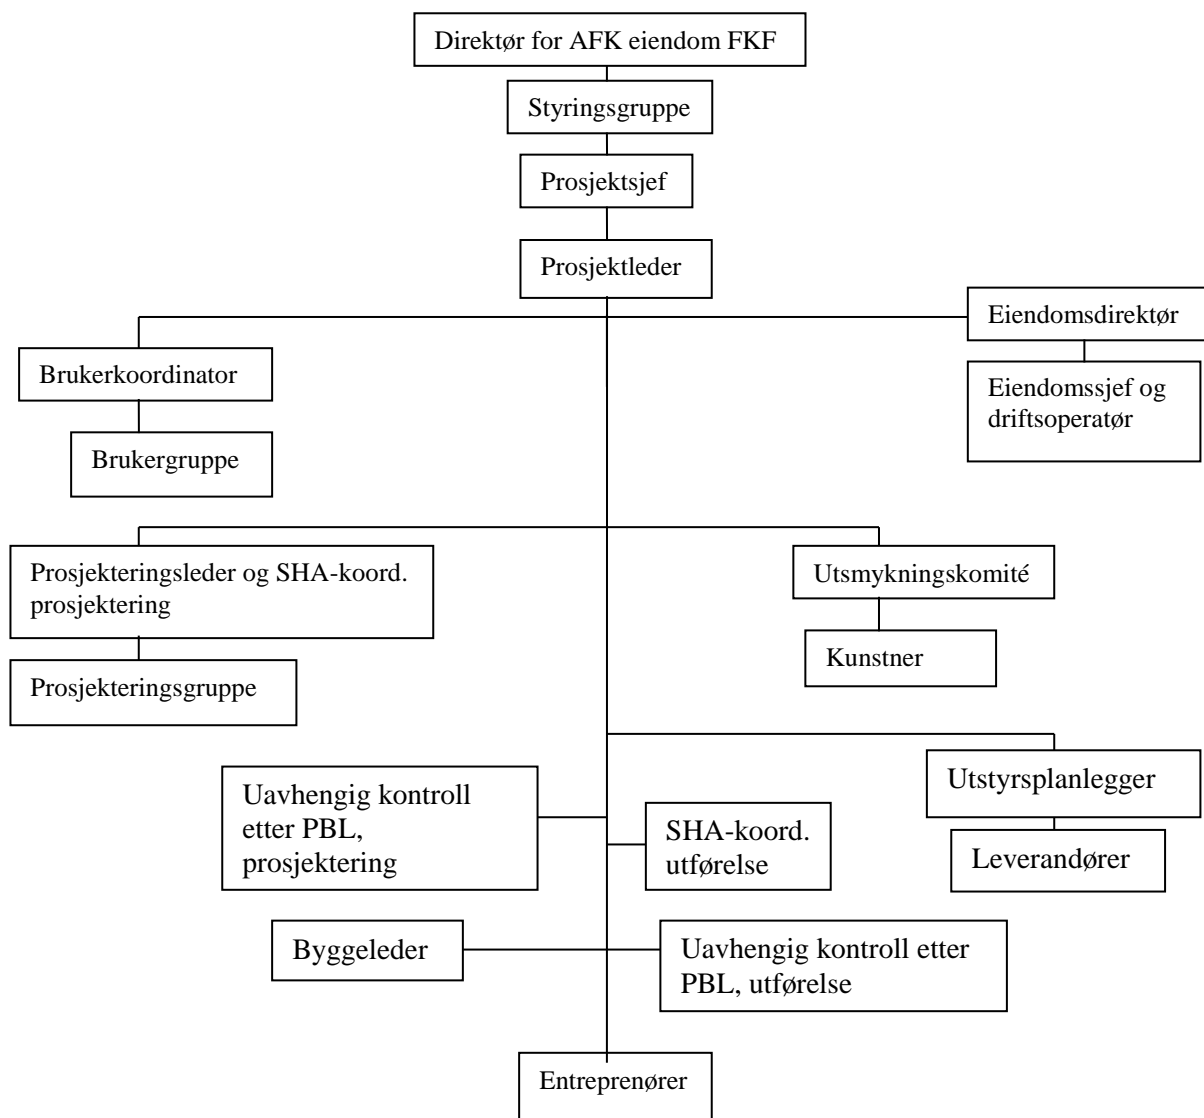 Direktør for AFK eiendom FKF
Styringsgruppe
Prosjektsjef
Prosjektleder
Eiendomsdirektør
Brukerkoordinator
Eiendomssjef og
driftsoperatør
Brukergruppe
Prosjekteringsleder og SHA-koord.
prosjektering
Utsmykningskomité
Kunstner
Prosjekteringsgruppe
Utstyrsplanlegger
Uavhengig kontroll
etter PBL,
prosjektering
SHA-koord.
utførelse
Leverandører
Byggeleder
Uavhengig kontroll etter
PBL, utførelse
Entreprenører